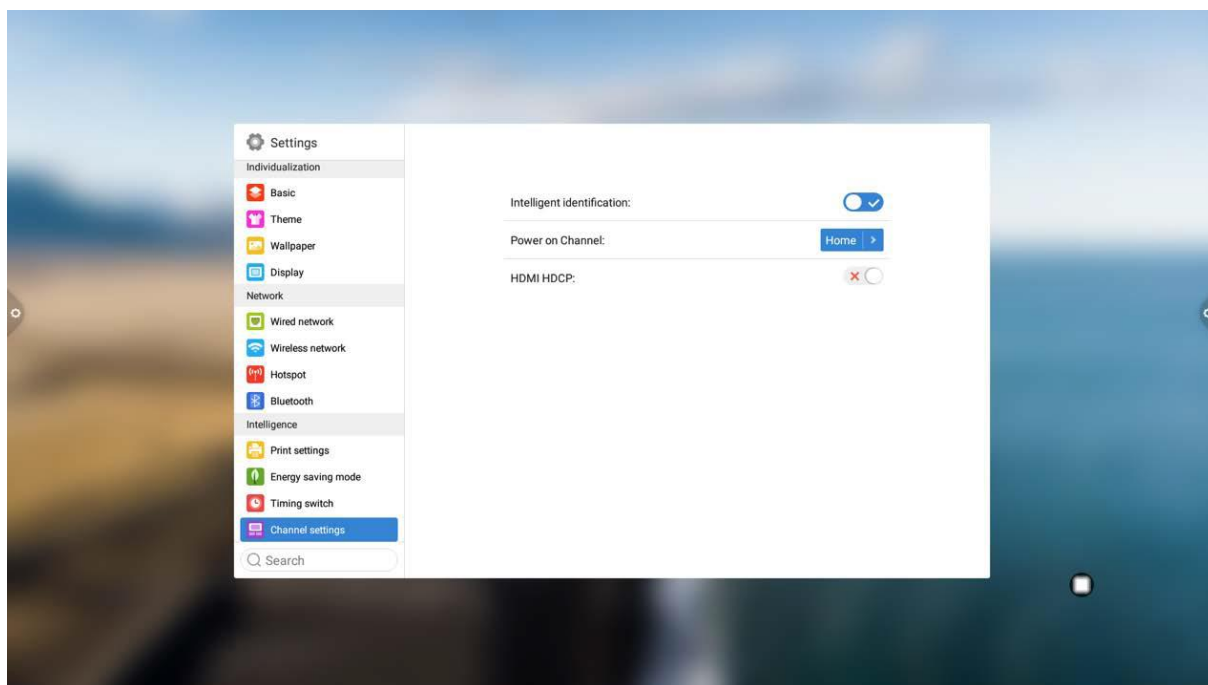 Settings
Individualization
Basic
Theme
Wallpaper
Display
Network
Wired network
Wireless network
Hotspot
Bluetooth
Intelligence
Print settings
Energy saving mode
Timing switch
Channel settings
Search
Intelligent identification:
Power on Channel: Home
HDMI HDCP: